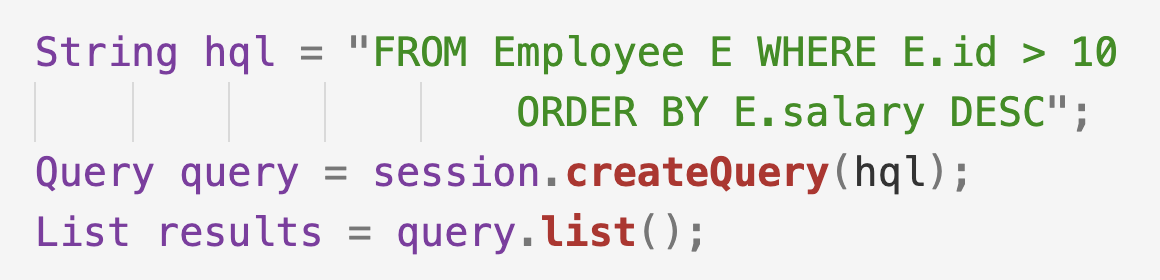 String hql = "FROM Employee E WHERE E.id > 10
ORDER BY E.salary DESC";
Query query = session.createQuery(hql);
List results = query.list();